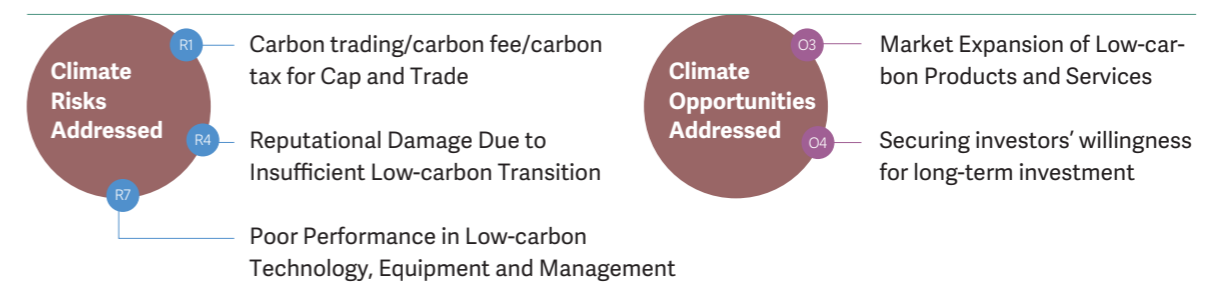 Climate
Risks
Addressed
R1
Carbon trading/carbon fee/carbon
tax for Cap and Trade
R4
Reputational Damage Due to
Insufficient Low-carbon Transition
R7
Poor Performance in Low-carbon
Technology, Equipment and Management
Climate
Opportunities
Addressed
O3
Market Expansion of Low-car-
bon Products and Services
O4
Securing investors’ willingness
for long-term investment